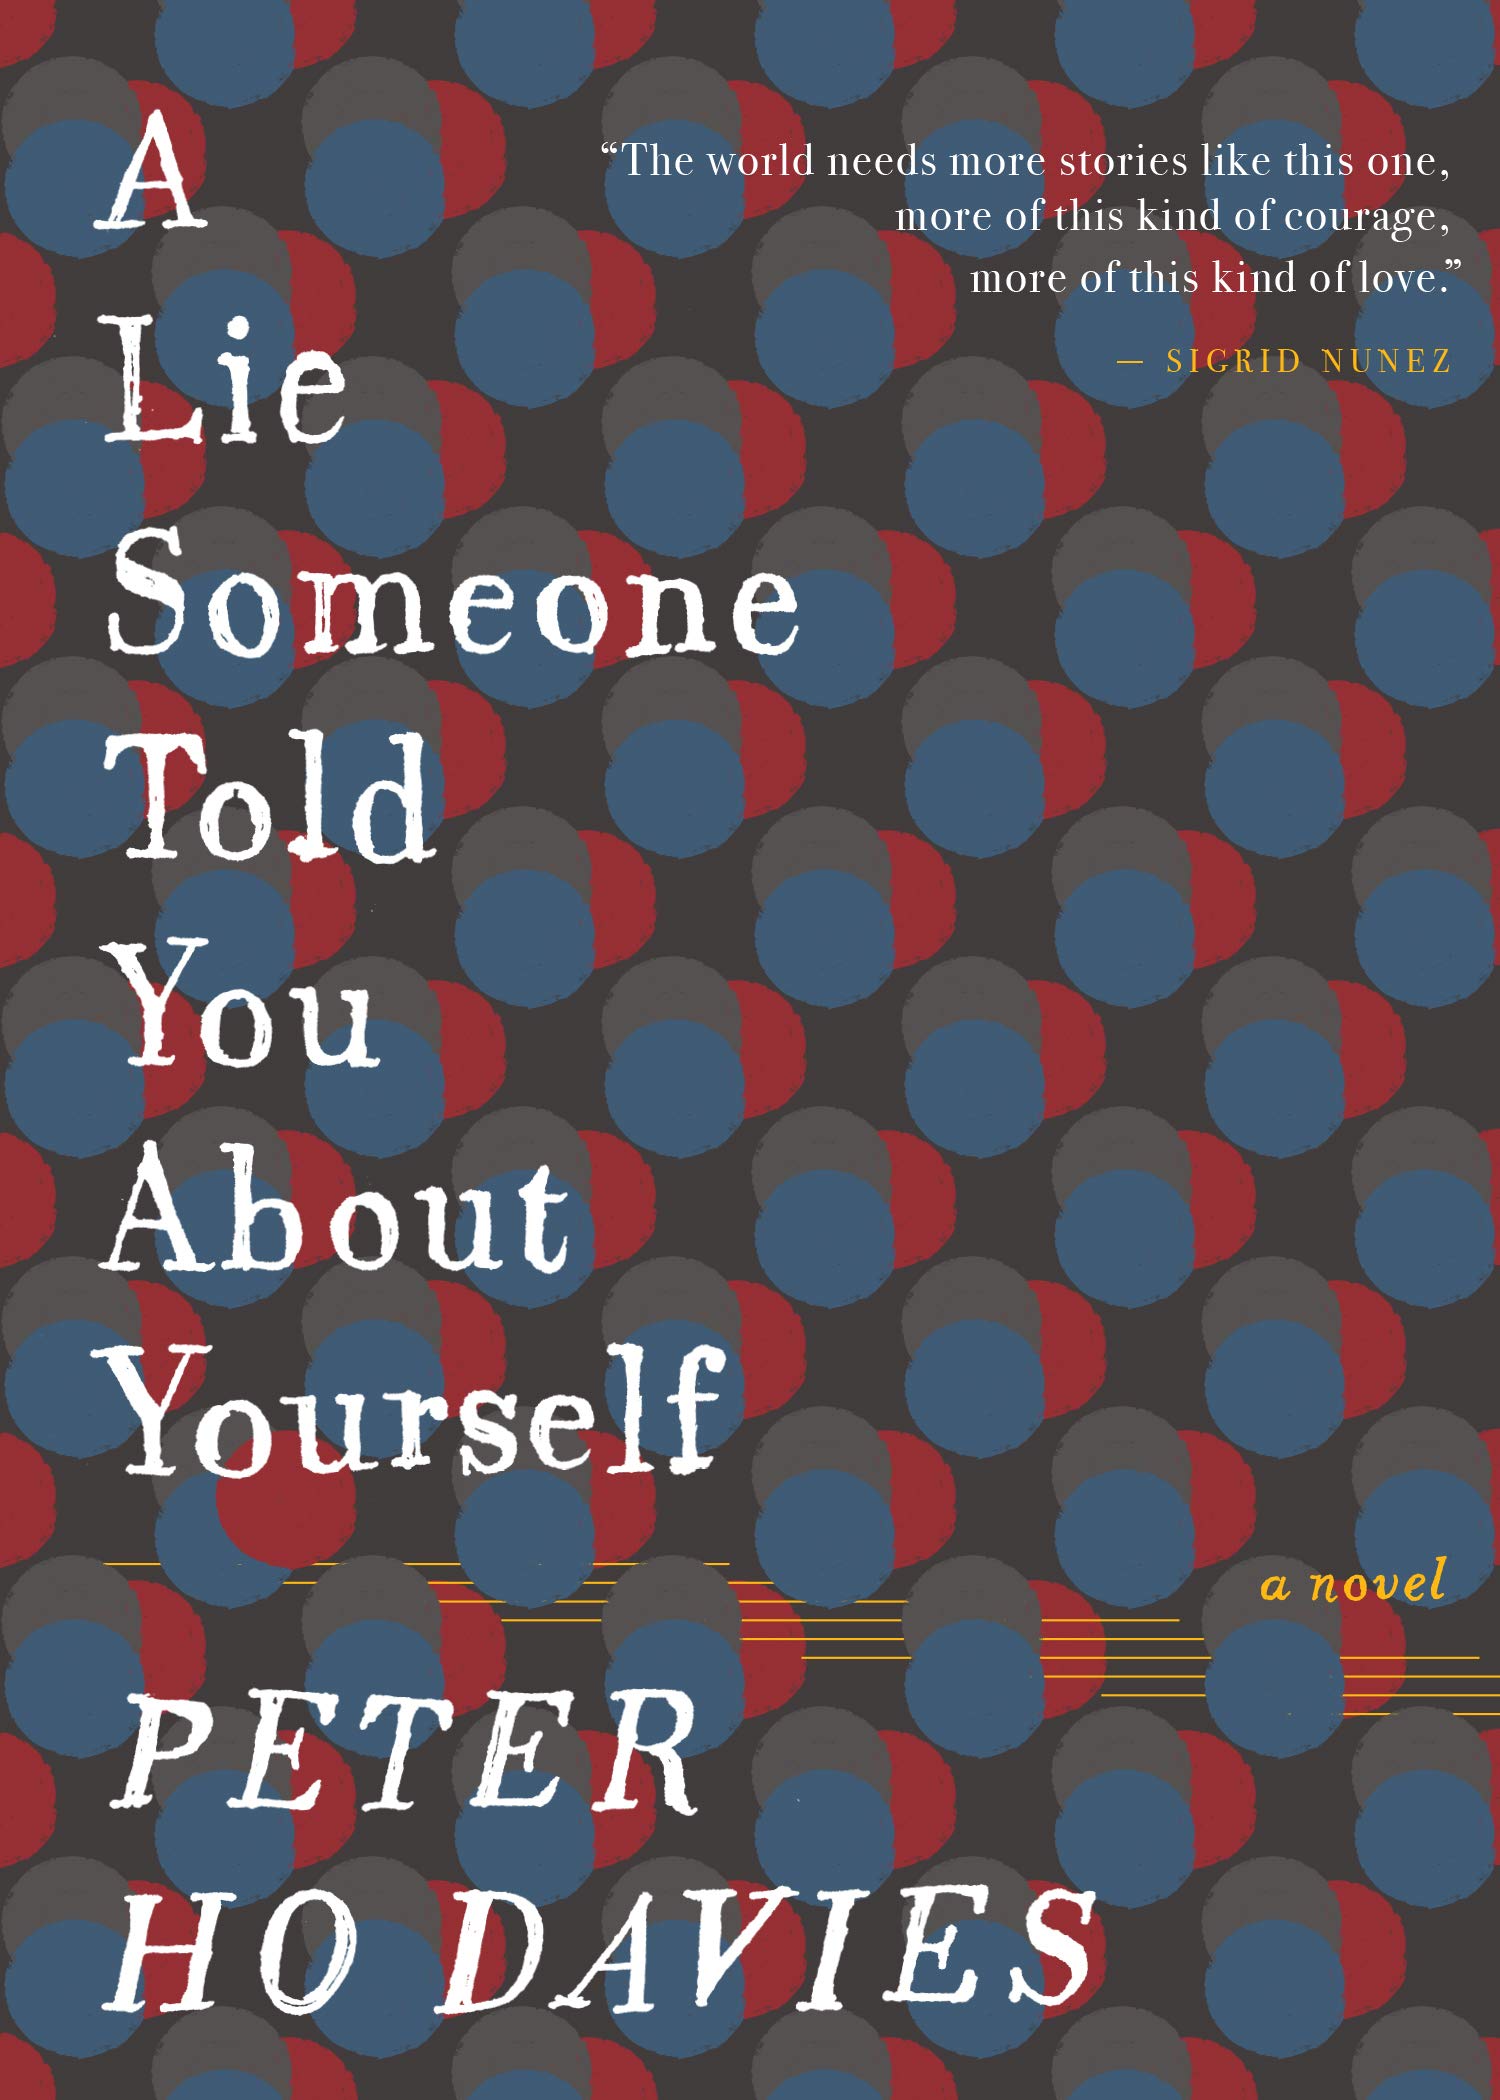 A
Lie
Someone
Told
You
About
Yourself
“The world needs more stories like this one,
more of this kind of courage,
more of this kind of love.”
— SIGRID NUNEZ
a novel
PETER
HO DAVIES